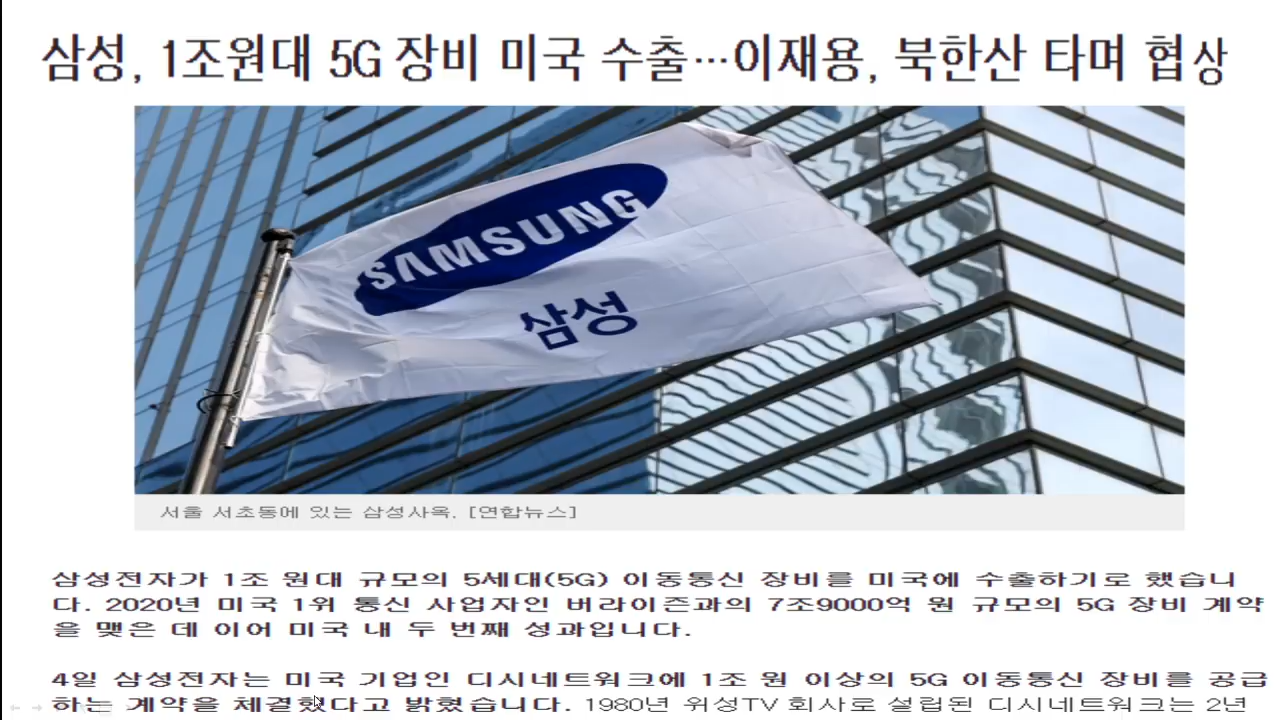 삼성, 1조원대 5G 장비 미국 수출…이재용, 북한산 타며 협상
SAMSUNG
삼성
서울 서초동에 있는 삼성사옥. [연합뉴스]
삼성전자가 1조 원대 규모의 5세대(5G) 이동통신 장비를 미국에 수출하기로 했습니
다. 2020년 미국 1위 통신 사업자인 버라이즌과의 7조9000억 원 규모의 5G 장비 계약
을 맺은 데 이어 미국 내 두 번째 성과입니다.
4일 삼성전자는 미국 기업인 디시네트워크에 1조 원 이상의 5G 이동통신 장비를 공급
하는 계약을 체결했다고 밝혔습니다. 1980년 위성TV 회사로 설립된 디시네트워크는 2년